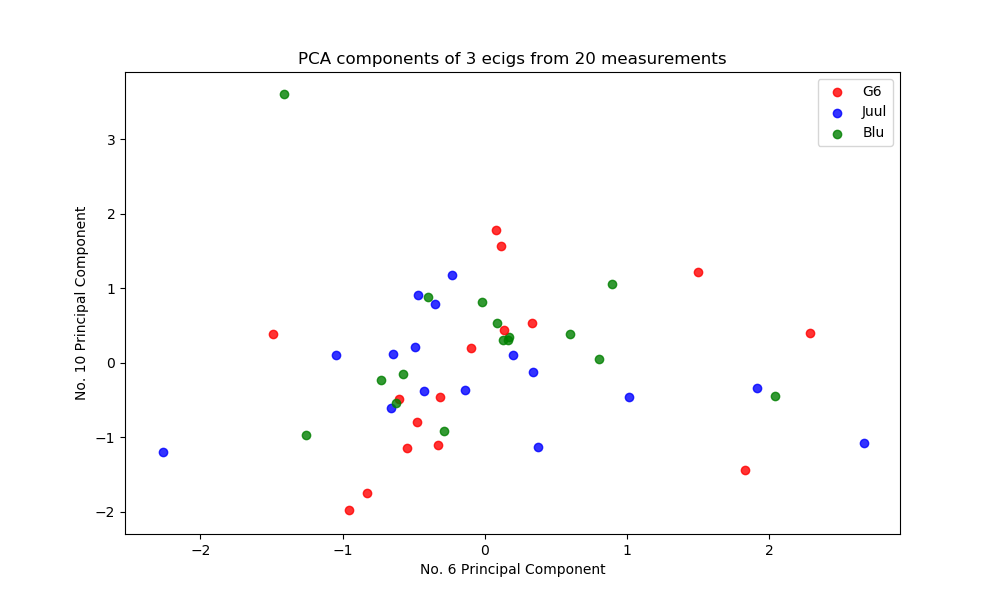 PCA components of 3 ecigs from 20 measurements
G6
Juul
Blu
No. 10 Principal Component
3
2
1
0
−1
−2
−2
−1
0
1
2
No. 6 Principal Component